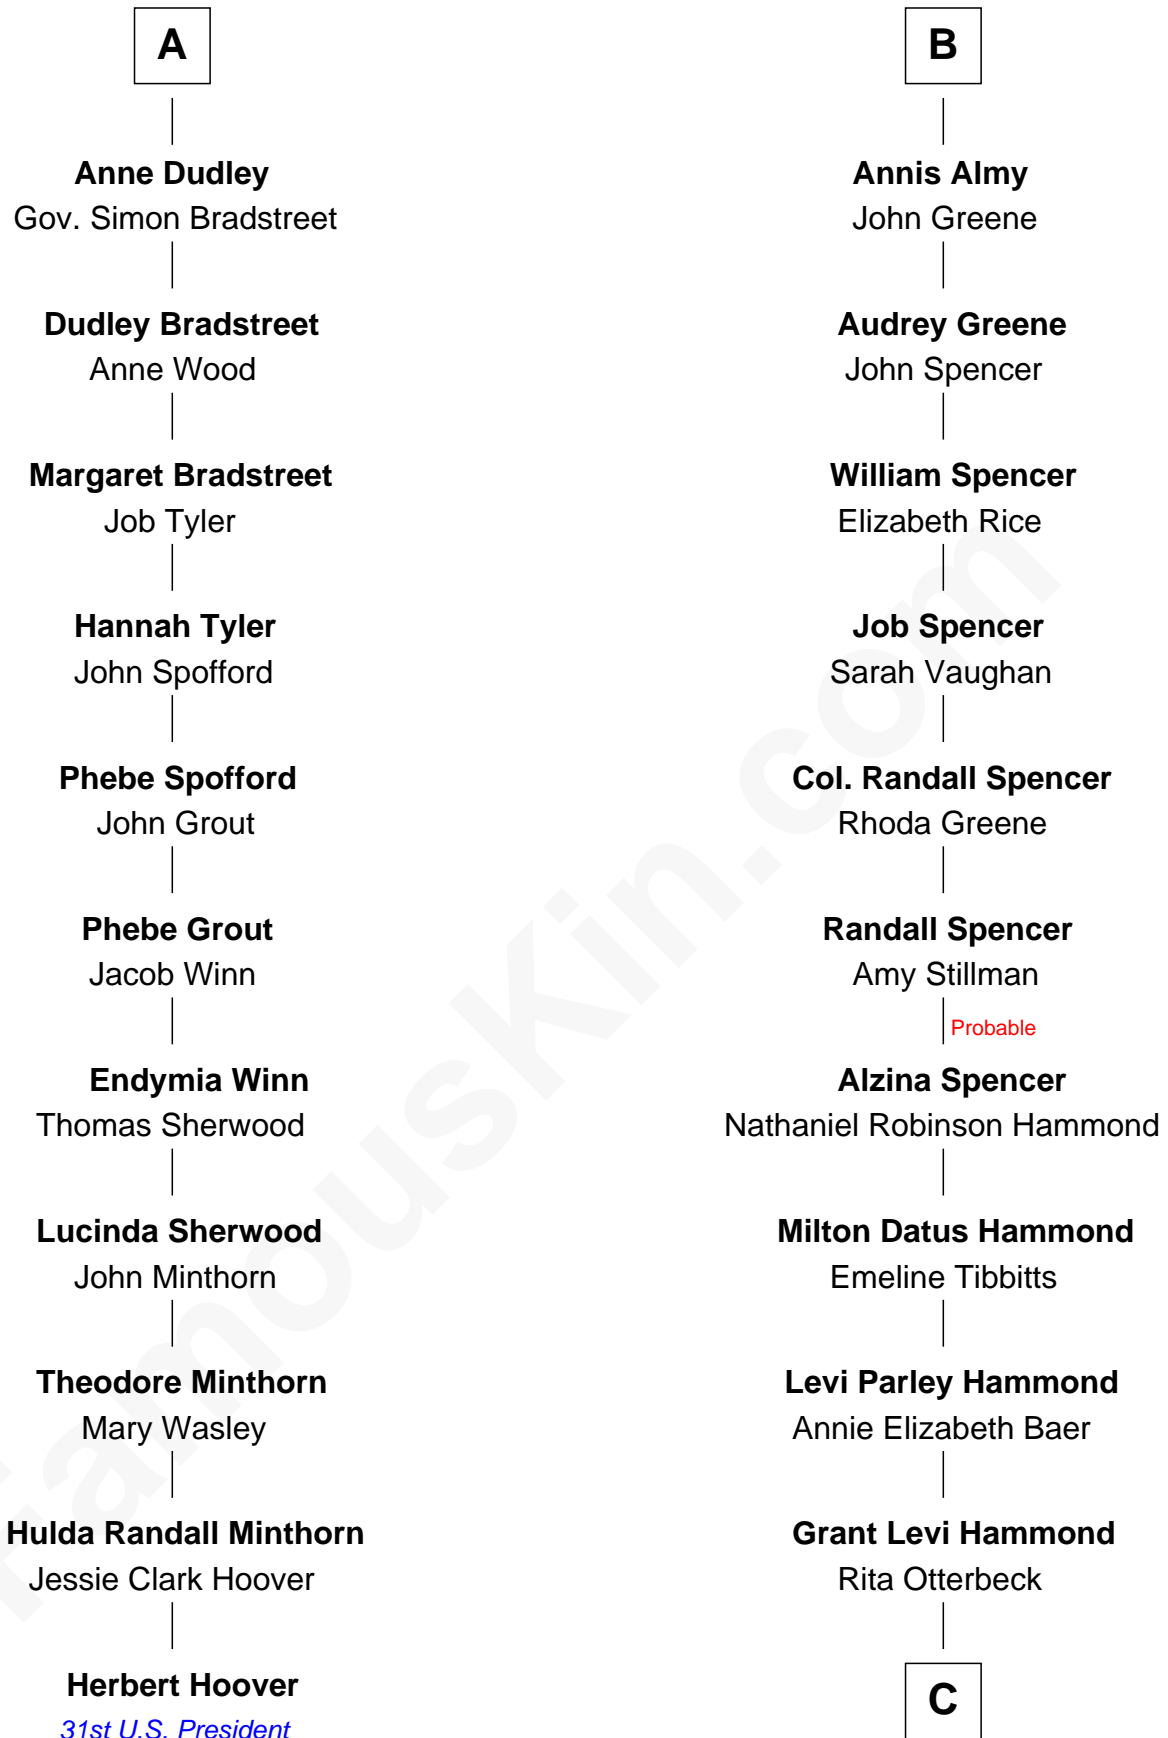 A
Anne Dudley
Gov. Simon Bradstreet
Dudley Bradstreet
Anne Wood
Margaret Bradstreet
Job Tyler
Hannah Tyler
John Spofford
Phebe Spofford
John Grout
Phebe Grout
Jacob Winn
Endymia Winn
Thomas Sherwood
Lucinda Sherwood
John Minthorn
Theodore Minthorn
Mary Wasley
Hulda Randall Minthorn
Jessie Clark Hoover
Herbert Hoover
31st U.S. President
B
Annis Almy
John Greene
Audrey Greene
John Spencer
William Spencer
Elizabeth Rice
Job Spencer
Sarah Vaughan
Col. Randall Spencer
Rhoda Greene
Randall Spencer
Amy Stillman
Probable
Alzina Spencer
Nathaniel Robinson Hammond
Milton Datus Hammond
Emeline Tibbitts
Levi Parley Hammond
Annie Elizabeth Baer
Grant Levi Hammond
Rita Otterbeck
C
FamousKin.com